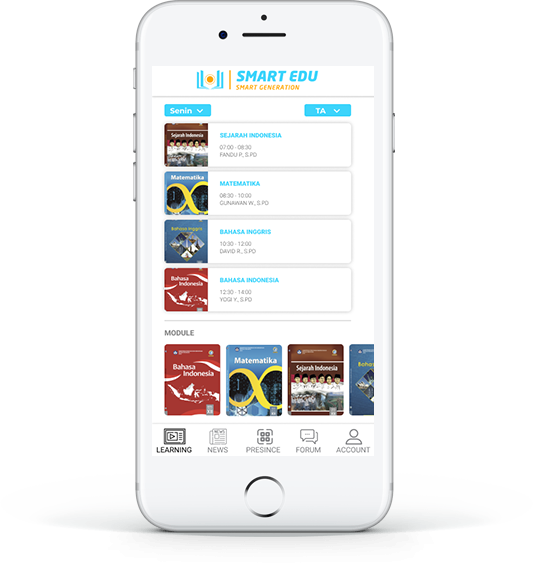 SMART EDU
SMART GENERATION
Senin
TA
Sejarah Indonesia
SEJARAH INDONESIA
07:00 - 08:30
FANDU P., S.PD
Matematika
MATEMATIKA
08:30 - 10:00
GUNAWAN W., S.PD
Bahasa Inggris
BAHASA INGGRIS
10:30 - 12:00
DAVID R., S.PD
Bahasa
Indonesia
BAHASA INDONESIA
12:30 - 14:00
YOGI Y., S.PD
MODULE
Bahasa
Indonesia
Matematika
Sejarah Indonesia
Baha
LEARNING
NEWS
PRESINCE
FORUM
ACCOUNT